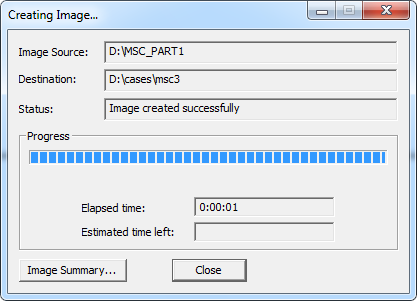 Creating Image...
Image Source: D:\MSC_PART1
Destination: D:\cases\msc3
Status: Image created successfully
Progress
Elapsed time: 0:00:01
Estimated time left:
Image Summary... Close